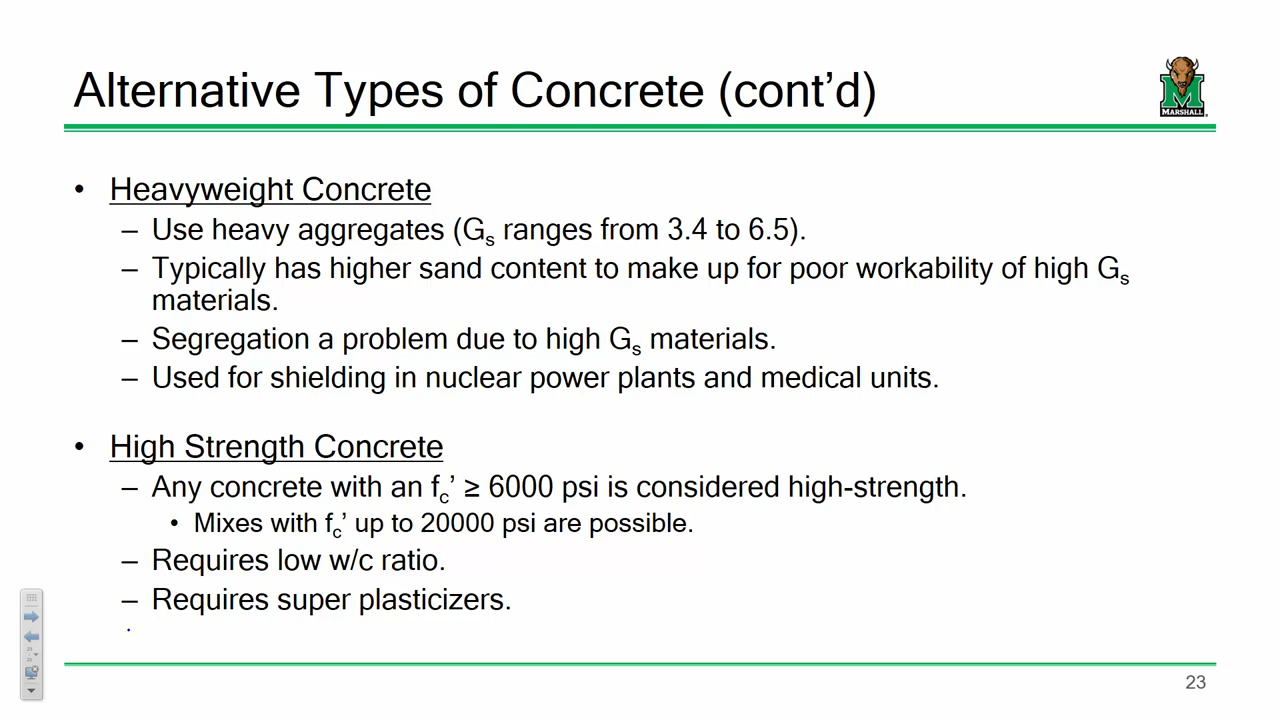 Alternative Types of Concrete (cont’d)
MARSHALL
• Heavyweight Concrete
– Use heavy aggregates (Gs ranges from 3.4 to 6.5).
– Typically has higher sand content to make up for poor workability of high Gs
materials.
– Segregation a problem due to high Gs materials.
– Used for shielding in nuclear power plants and medical units.
• High Strength Concrete
– Any concrete with an fc’ ≥ 6000 psi is considered high-strength.
• Mixes with fc’ up to 20000 psi are possible.
– Requires low w/c ratio.
– Requires super plasticizers.
23